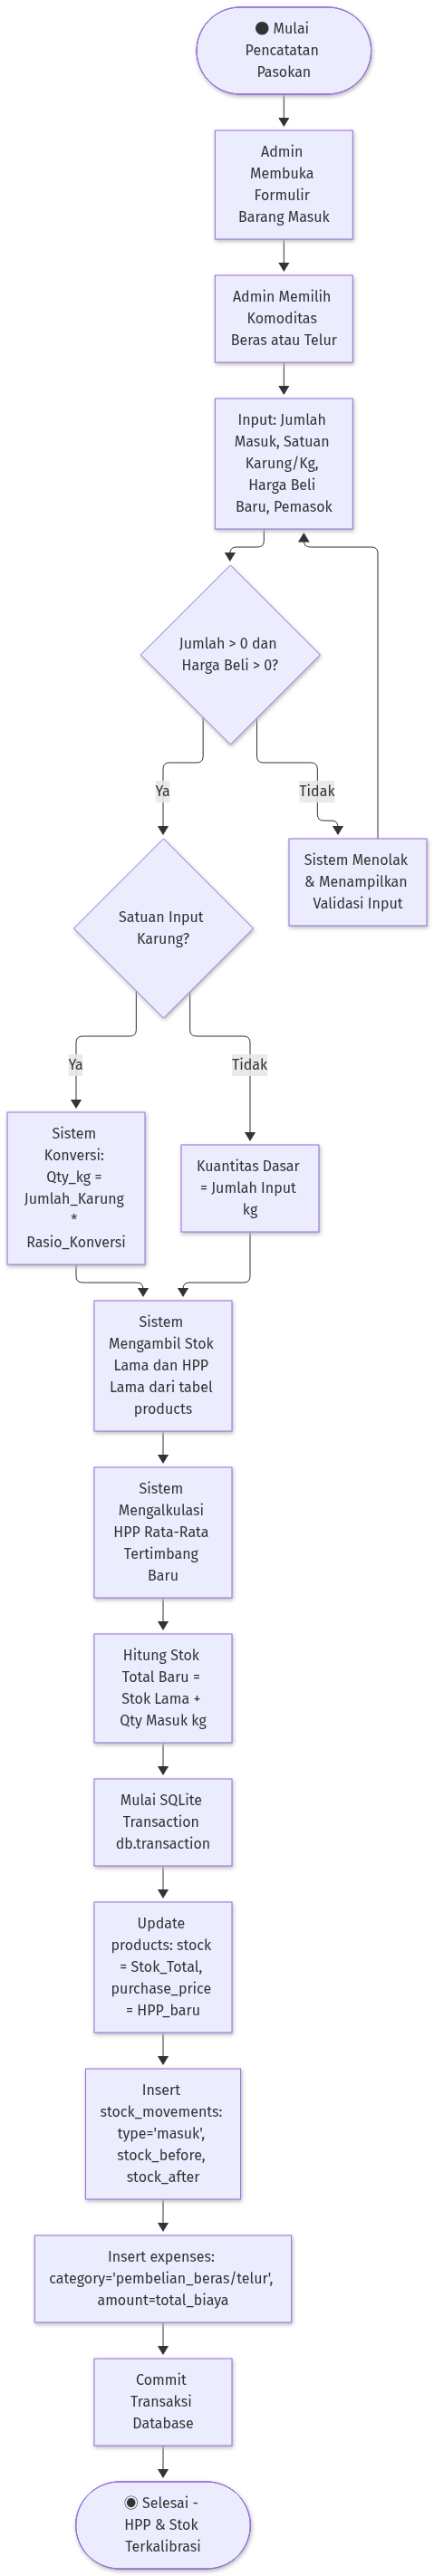 ● Mulai
Pencatatan
Pasokan
Admin
Membuka
Formulir
Barang Masuk
Admin Memilih
Komoditas
Beras atau Telur
Input: Jumlah
Masuk, Satuan
Karung/Kg,
Harga Beli
Baru, Pemasok
Jumlah > 0 dan
Harga Beli > 0?
Ya
Tidak
Sistem Menolak
& Menampilkan
Validasi Input
Satuan Input
Karung?
Ya
Tidak
Sistem
Konversi:
Qty_kg =
Jumlah_Karung
*
Rasio_Konversi
Kuantitas Dasar
= Jumlah Input
kg
Sistem
Mengambil Stok
Lama dan HPP
Lama dari tabel
products
Sistem
Mengalkulasi
HPP Rata-Rata
Tertimbang
Baru
Hitung Stok
Total Baru =
Stok Lama +
Qty Masuk kg
Mulai SQLite
Transaction
db.transaction
Update
products: stock
= Stok_Total,
purchase_price
= HPP_baru
Insert
stock_movements:
type='masuk',
stock_before,
stock_after
Insert expenses:
category='pembelian_beras/telur',
amount=total_biaya
Commit
Transaksi
Database
◉ Selesai -
HPP & Stok
Terkalibrasi